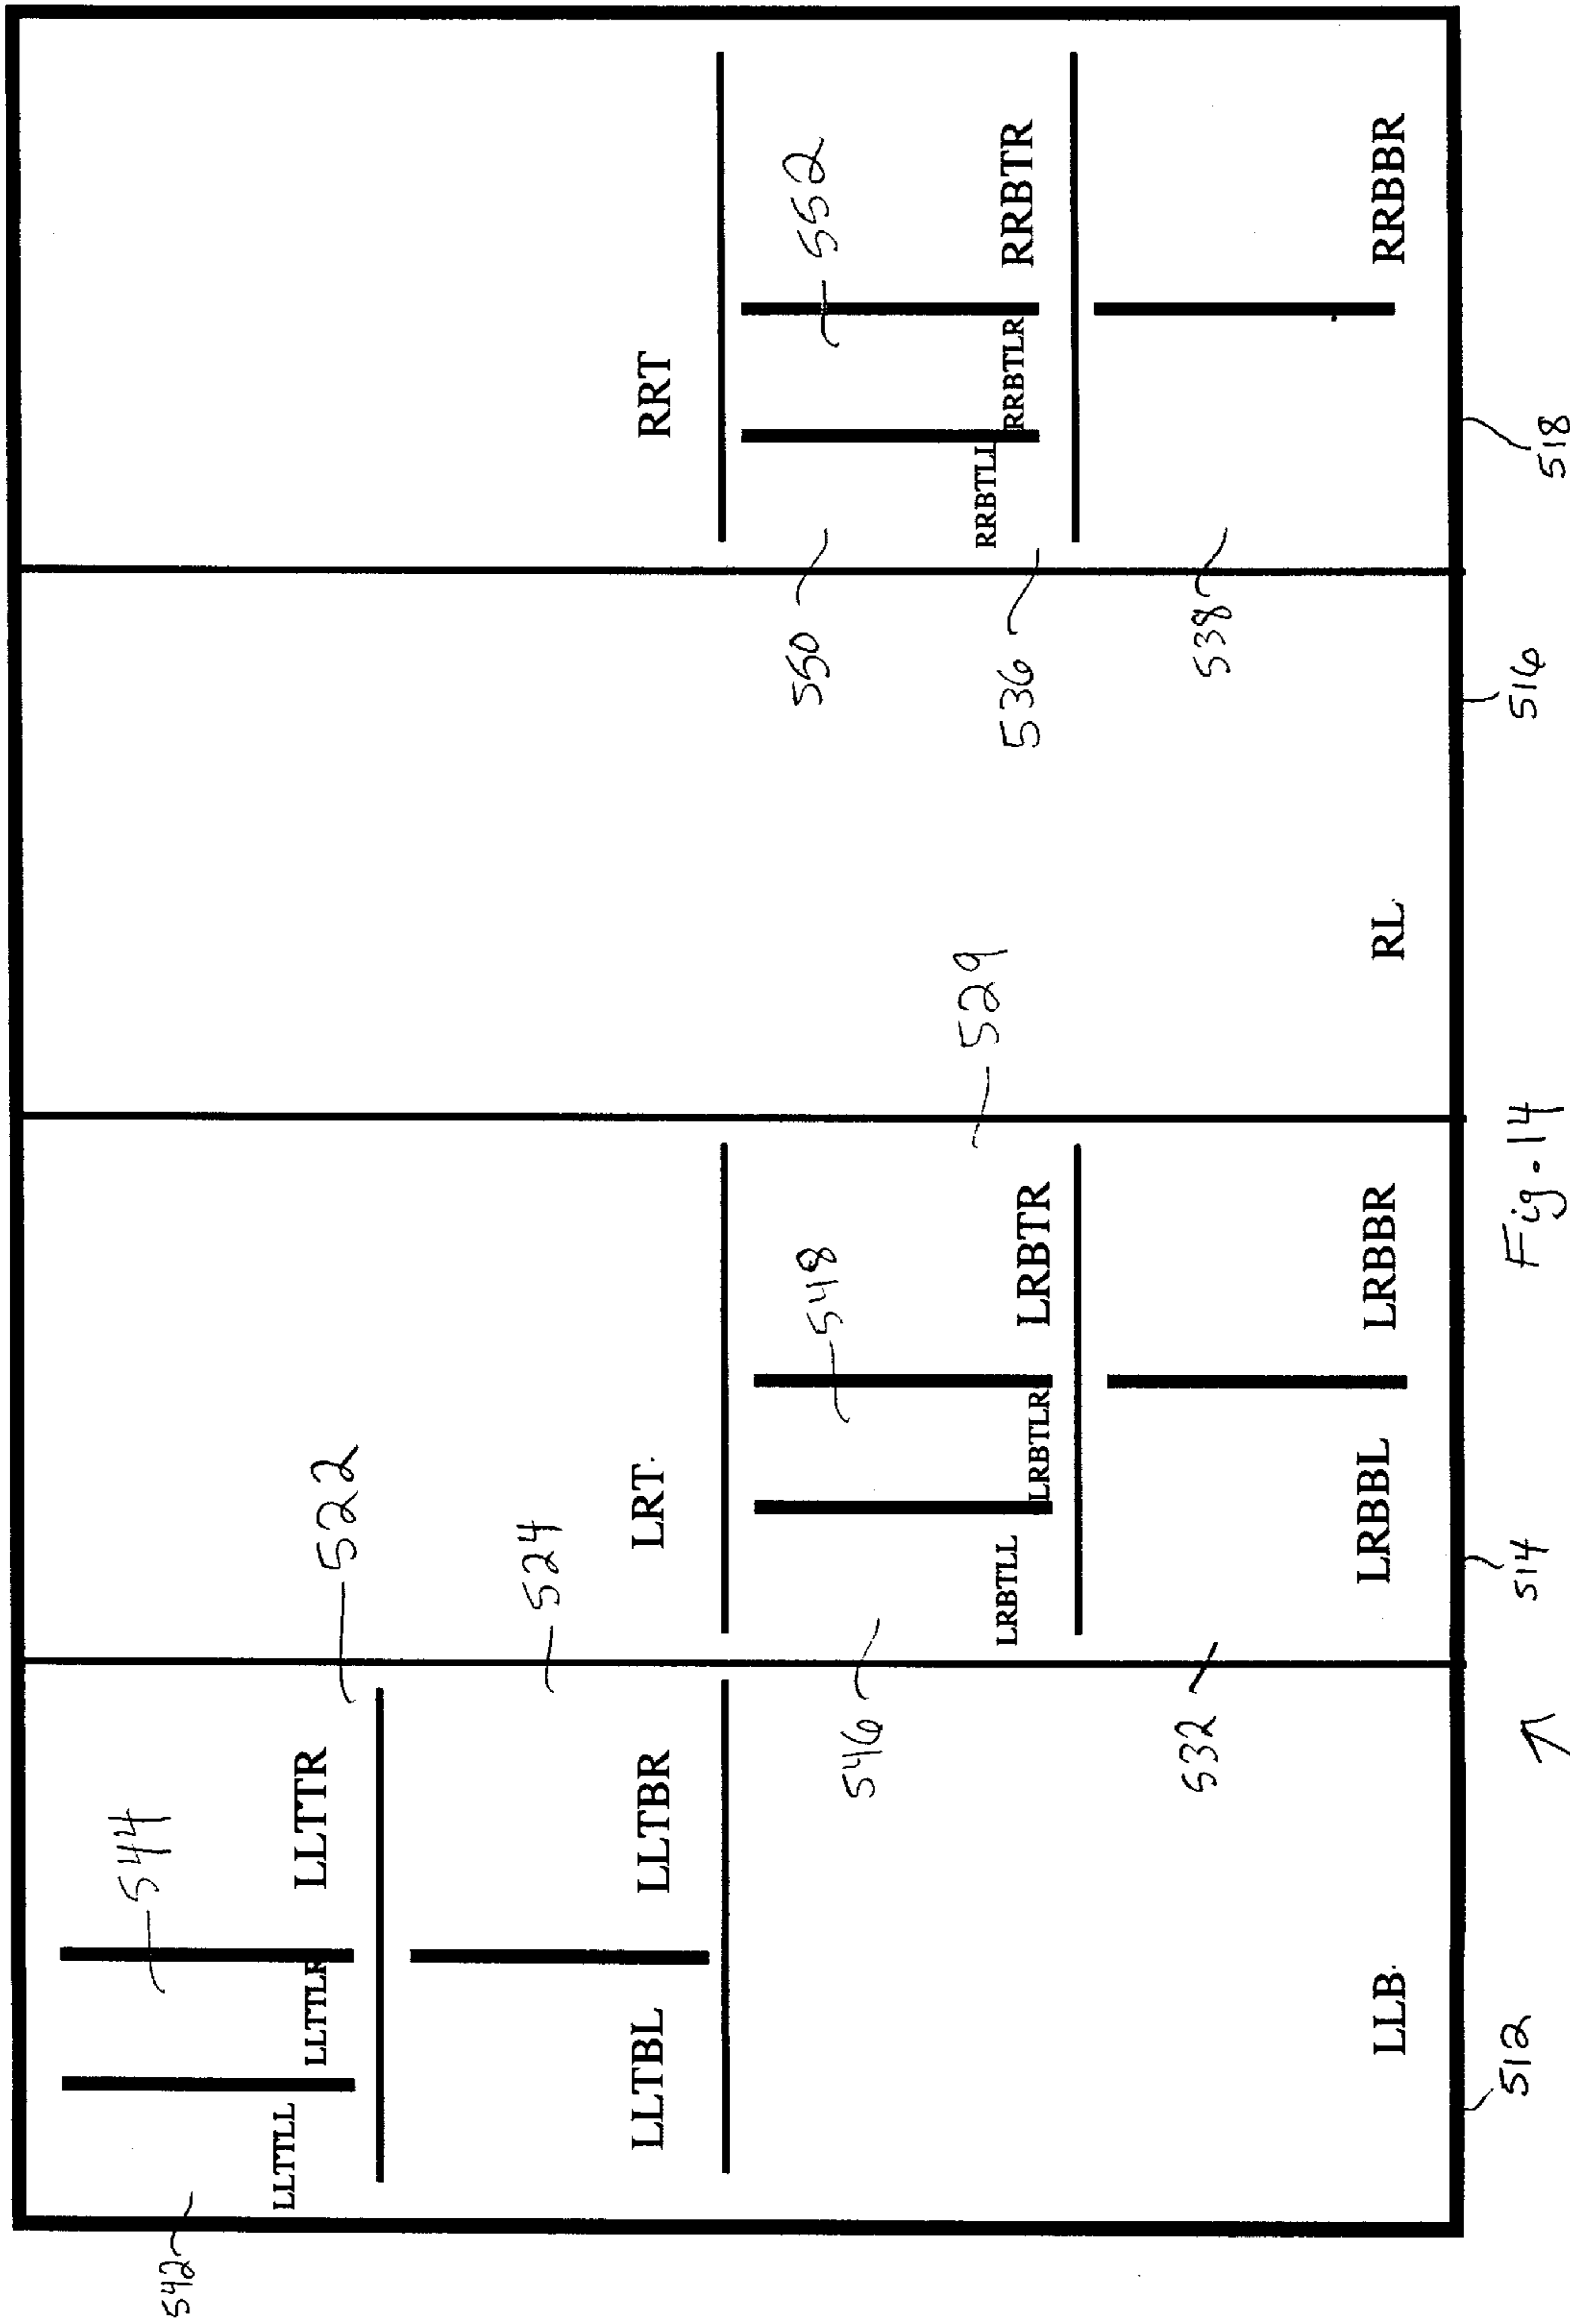 542
544
LLTTLL
LLTTLR
LLTTR
522
524
LLTBL
LLTBR
LRT
RRT
546
548
550
552
529
LRBTLL
LRBTLR
LRBTR
536
RRBTLL
RRBTLR
RRBTR
532
538
LLB
LRBBL
LRBBR
RL
RRBBR
512
514
516
518
Fig. 14